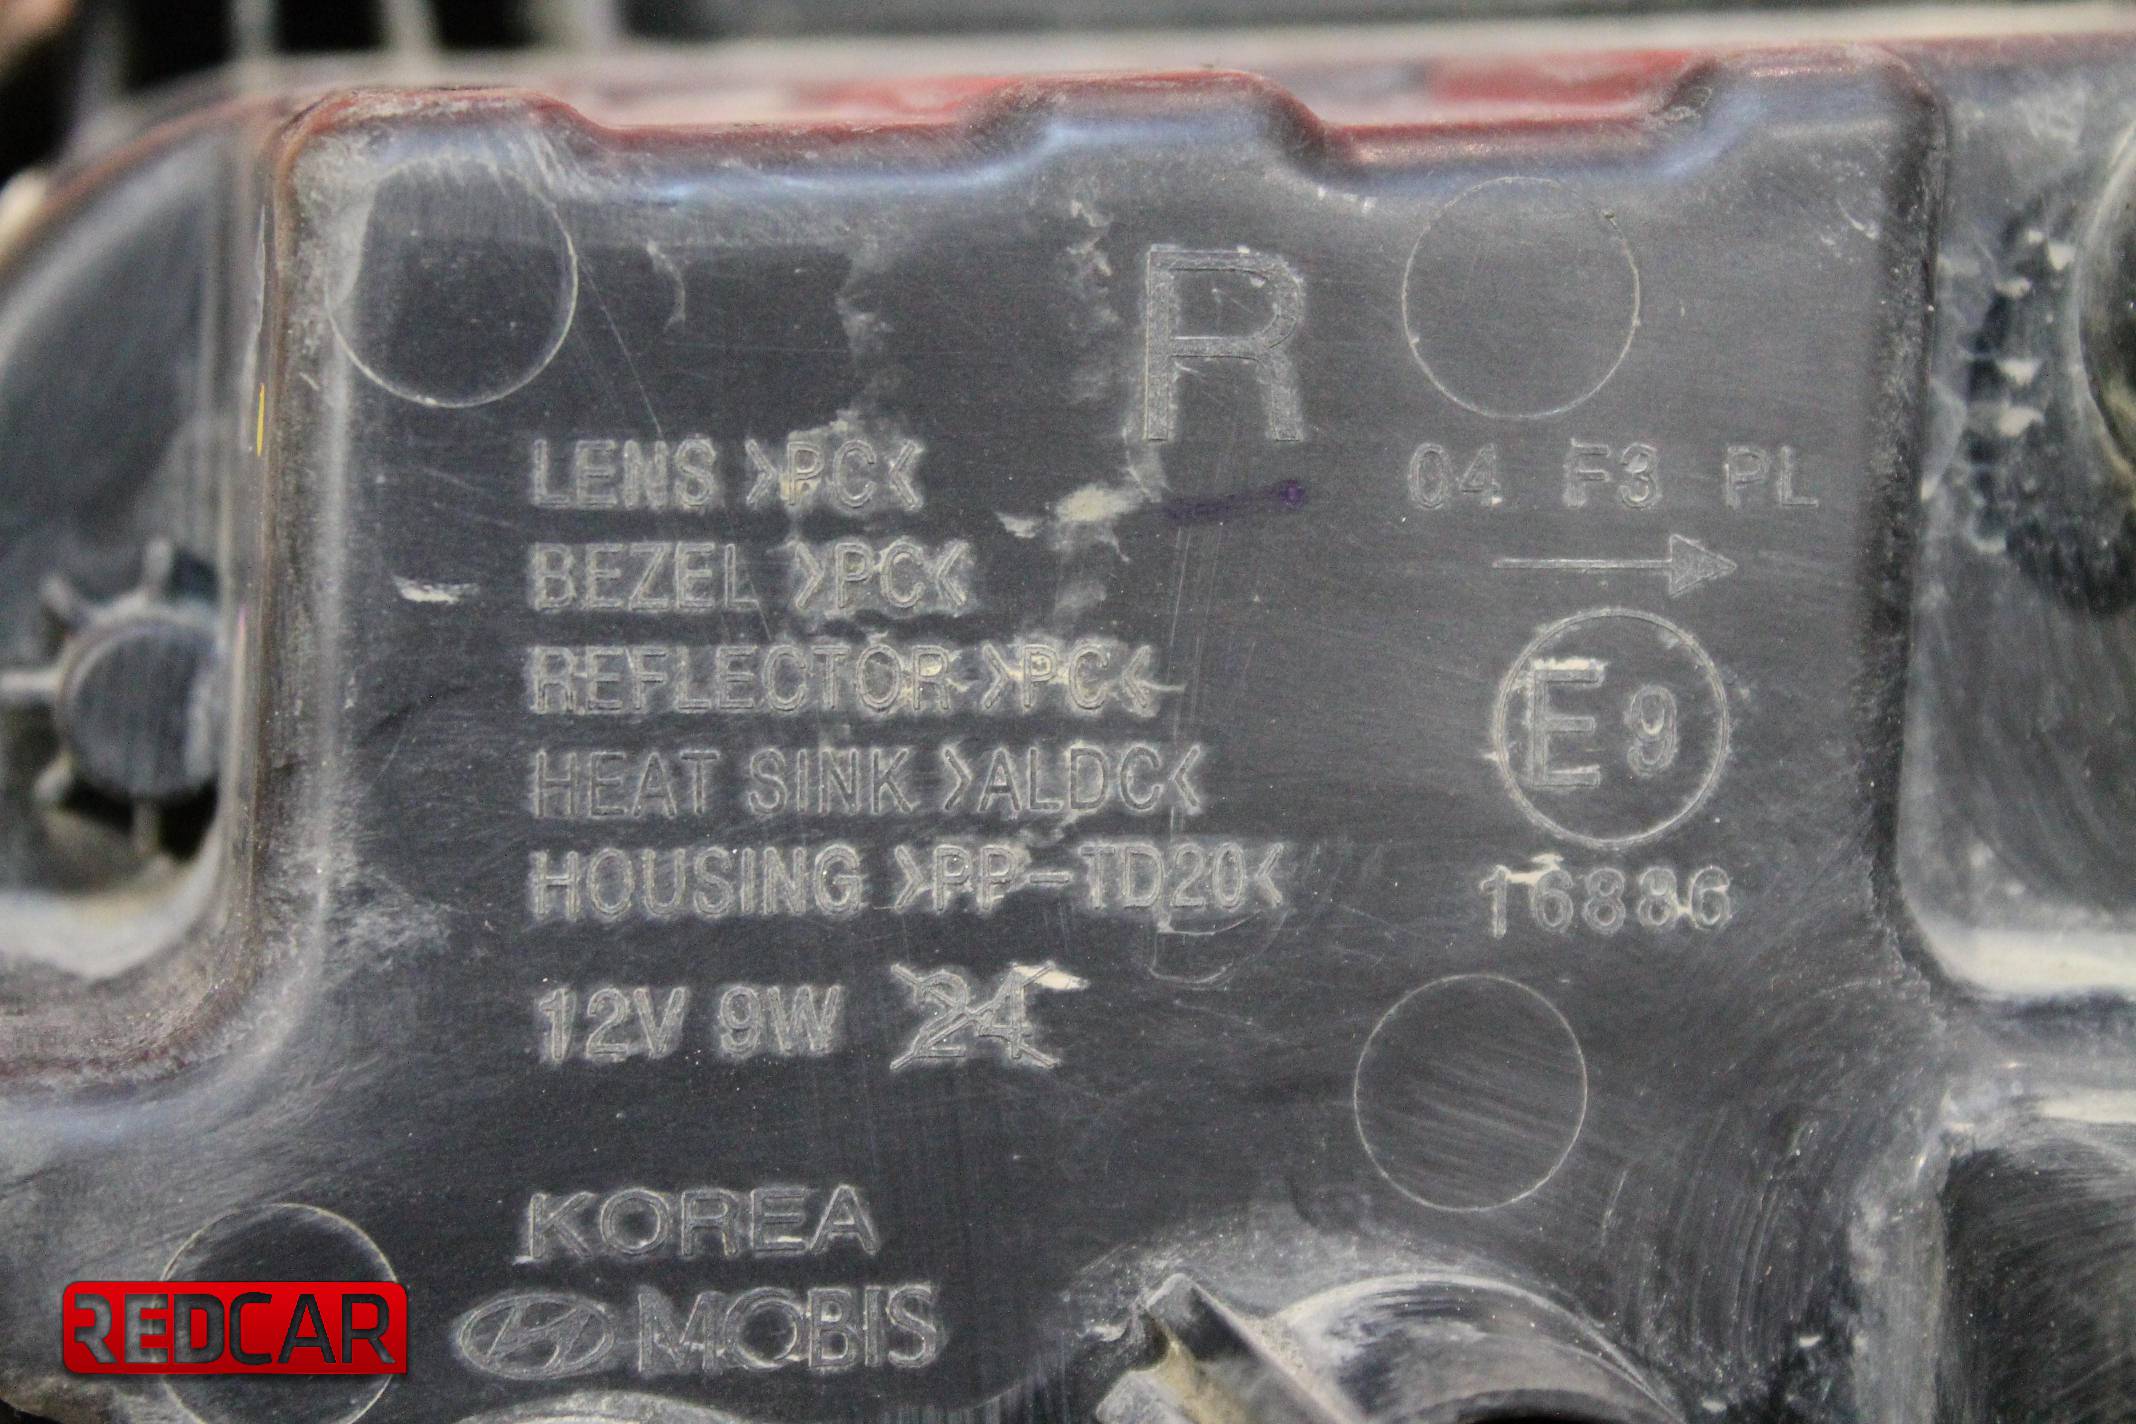 R
04 F3 PL
LENS >PC<
BEZEL >PC<
REFLECTOR >PC<
HEAT SINK >ALDC<
HOUSING >PP-TD20<
E9
16886
12V 9W 24
KOREA
MOBIS
REDCAR